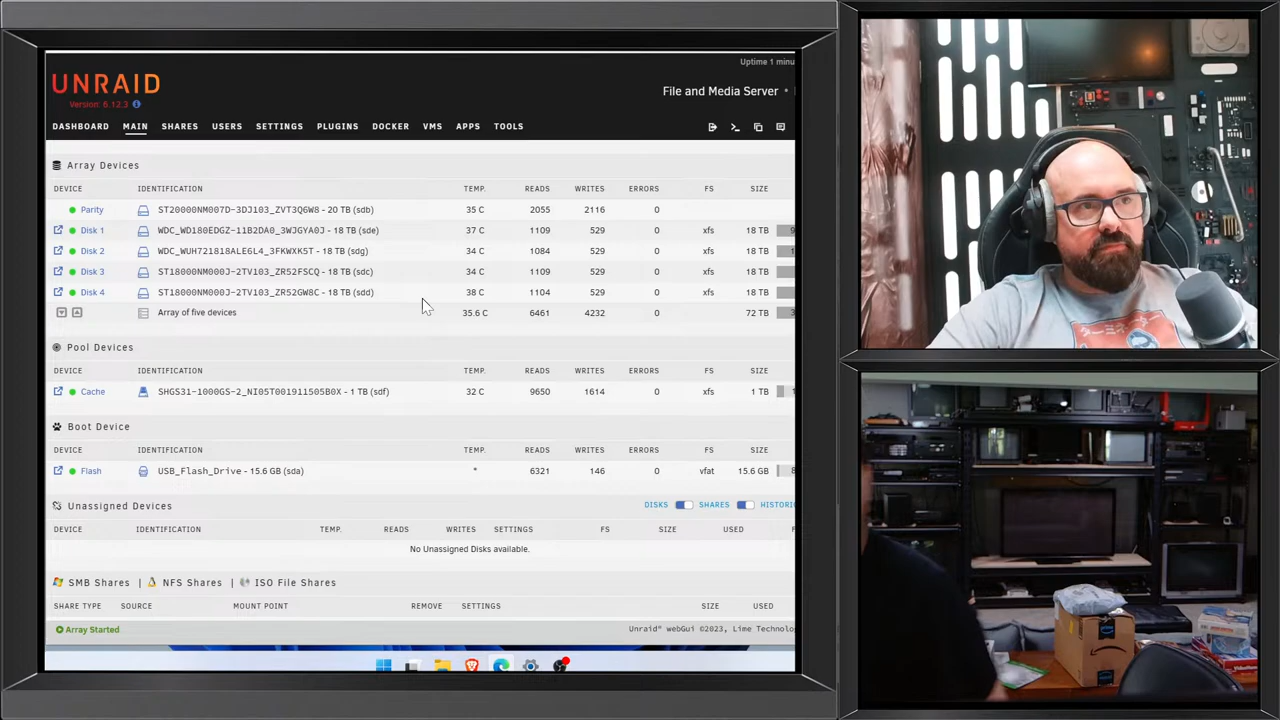 UNRAID
Version: 6.12.3
Uptime 1 minu
File and Media Server •
DASHBOARD MAIN SHARES USERS SETTINGS PLUGINS DOCKER VMS APPS TOOLS
Array Devices
DEVICE IDENTIFICATION TEMP. READS WRITES ERRORS FS SIZE
Parity ST20000NM007D-3DJ103_ZVT3Q6W8 - 20 TB (sdb) 35 C 2055 2116 0
Disk 1 WDC_WD180EDGZ-11B2DA0_3WJGYA0J - 18 TB (sde) 37 C 1109 529 0 xfs 18 TB
Disk 2 WDC_WUH721818ALE6L4_3FKWXK5T - 18 TB (sdg) 34 C 1084 529 0 xfs 18 TB
Disk 3 ST18000NM000J-2TV103_ZR52FSCQ - 18 TB (sdc) 34 C 1109 529 0 xfs 18 TB
Disk 4 ST18000NM000J-2TV103_ZR52GW8C - 18 TB (sdd) 38 C 1104 529 0 xfs 18 TB
Array of five devices 35.6 C 6461 4232 0 72 TB
Pool Devices
DEVICE IDENTIFICATION TEMP. READS WRITES ERRORS FS SIZE
Cache SHGS31-1000GS-2_NI05T001911505B0X - 1 TB (sdf) 32 C 9650 1614 0 xfs 1 TB
Boot Device
DEVICE IDENTIFICATION TEMP. READS WRITES ERRORS FS SIZE
Flash USB_Flash_Drive - 15.6 GB (sda) * 6321 146 0 vfat 15.6 GB
Unassigned Devices DISKS SHARES HISTORI
DEVICE IDENTIFICATION TEMP. READS WRITES SETTINGS FS SIZE USED F
No Unassigned Disks available.
SMB Shares | NFS Shares | ISO File Shares
SHARE TYPE SOURCE MOUNT POINT REMOVE SETTINGS SIZE USED
Array Started
Unraid® webGui ©2023, Lime Technolo